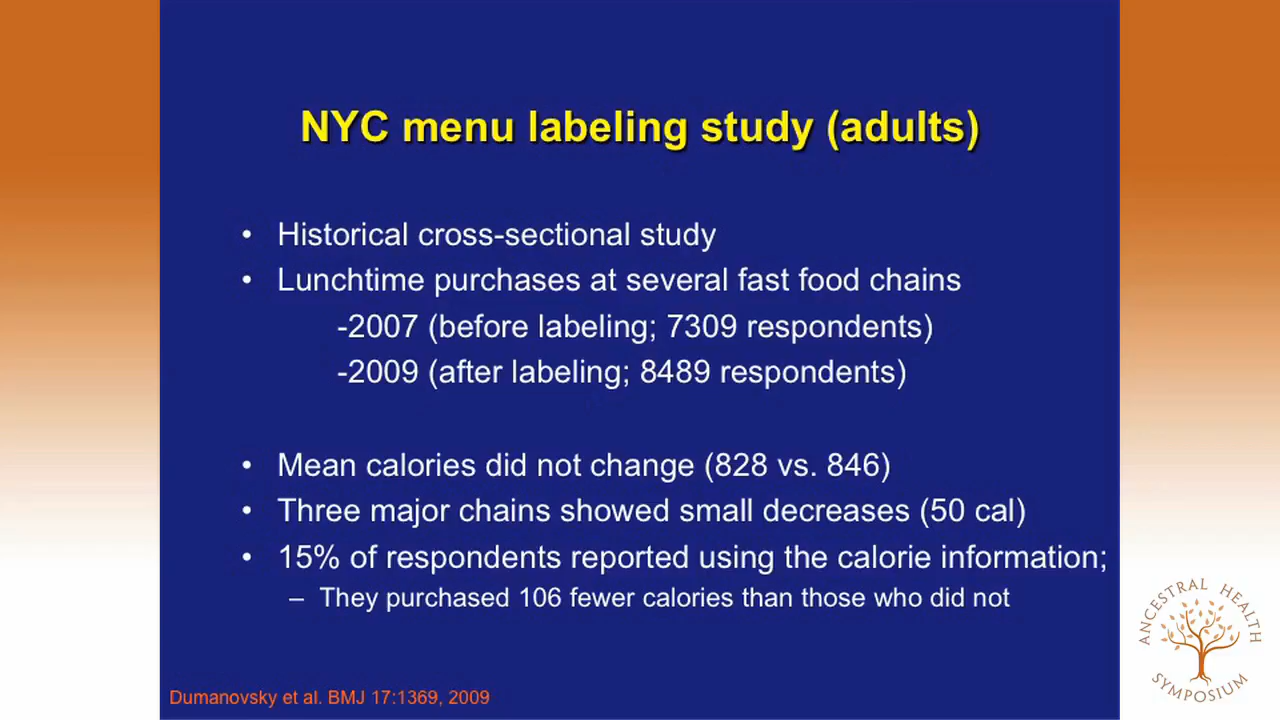 NYC menu labeling study (adults)
• Historical cross-sectional study
• Lunchtime purchases at several fast food chains
-2007 (before labeling; 7309 respondents)
-2009 (after labeling; 8489 respondents)
• Mean calories did not change (828 vs. 846)
• Three major chains showed small decreases (50 cal)
• 15% of respondents reported using the calorie information;
– They purchased 106 fewer calories than those who did not
Dumanovsky et al. BMJ 17:1369, 2009
ANCESTRAL HEALTH
SYMPOSIUM